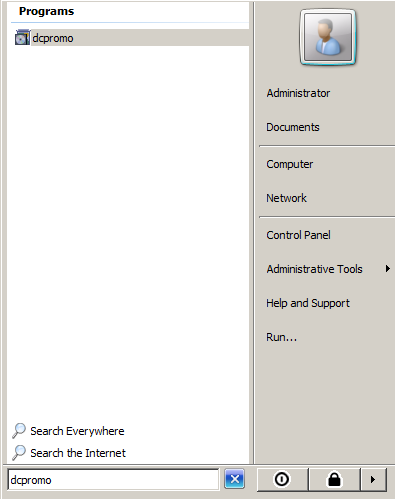 Programs
dcpromo
Administrator
Documents
Computer
Network
Control Panel
Administrative Tools
Help and Support
Run...
Search Everywhere
Search the Internet
dcpromo